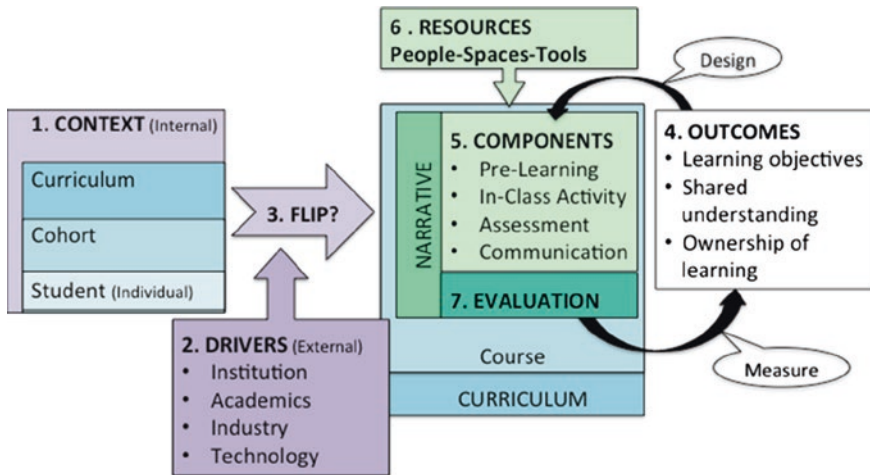 6 . RESOURCES
People-Spaces-Tools
Design
1. CONTEXT (Internal)
Curriculum
Cohort
Student (Individual)
3. FLIP?
2. DRIVERS (External)
• Institution
• Academics
• Industry
• Technology
NARRATIVE
5. COMPONENTS
• Pre-Learning
• In-Class Activity
• Assessment
• Communication
7. EVALUATION
Course
CURRICULUM
4. OUTCOMES
• Learning objectives
• Shared
understanding
• Ownership of
learning
Measure